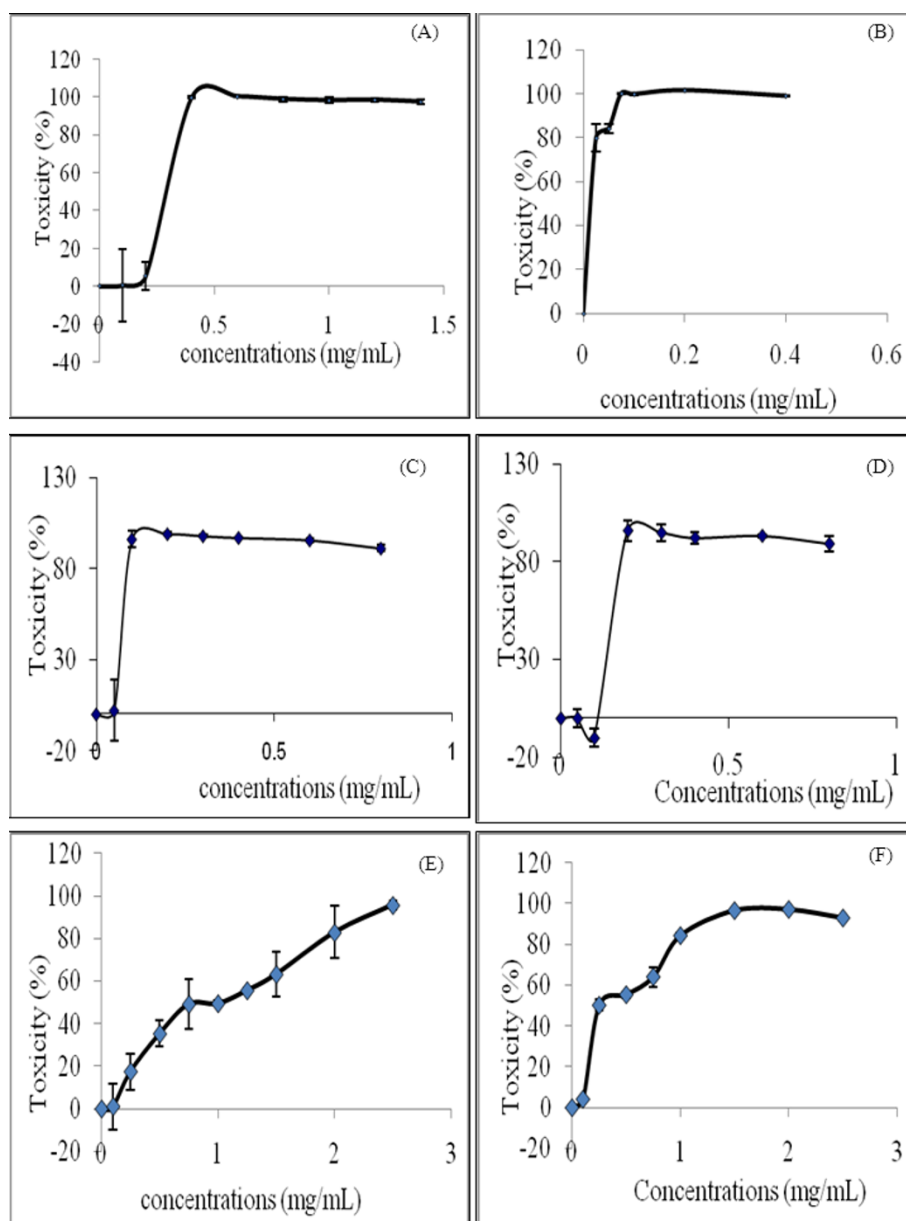 (A)
Toxicity (%)
120
100
80
60
40
20
0
-20
-40
0 0.5 1 1.5
concentrations (mg/mL)
(B)
Toxicity (%)
120
100
80
60
40
20
0
0 0.2 0.4 0.6
concentrations (mg/mL)
(C)
Toxicity (%)
130
80
30
-20
0 0.5 1
concentrations (mg/mL)
(D)
Toxicity (%)
130
80
30
-20
0 0.5 1
Concentrations (mg/mL)
(E)
Toxicity (%)
120
100
80
60
40
20
0
-20
0 1 2 3
concentrations (mg/mL)
(F)
Toxicity (%)
120
100
80
60
40
20
0
-20
0 1 2 3
Concentrations (mg/mL)